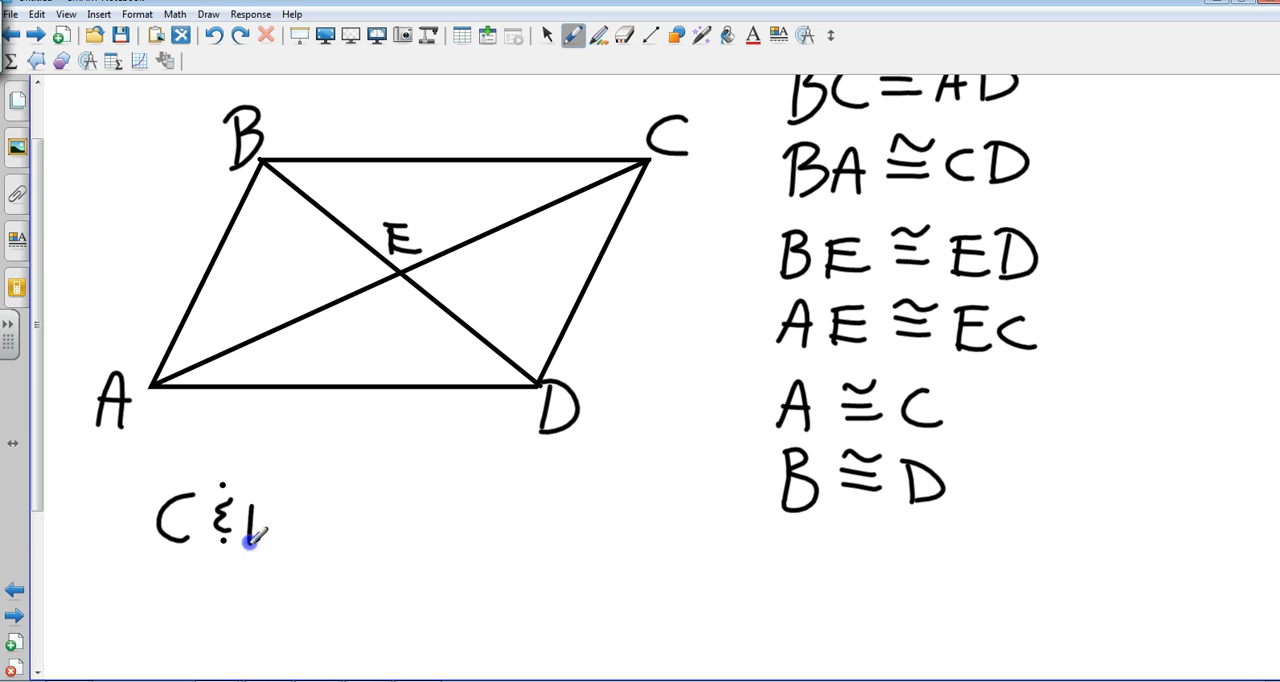 File Edit View Insert Format Math Draw Response Help
BC ≅ AD
B C
BA ≅ CD
E
BE ≅ ED
AE ≅ EC
A D
A ≅ C
B ≅ D
C &